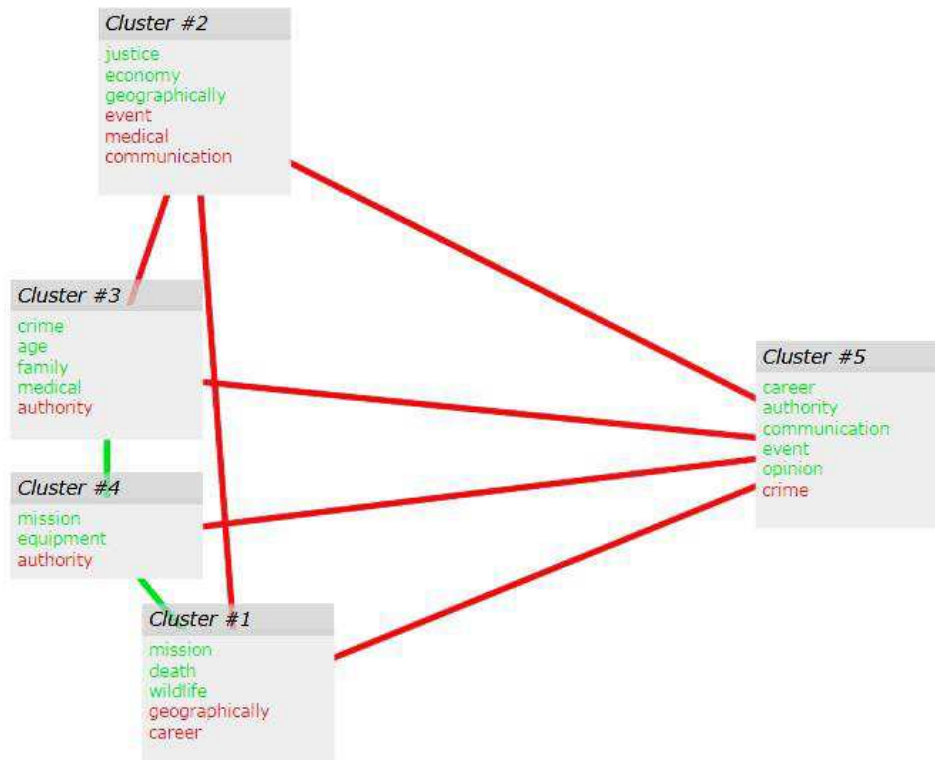 Cluster #2
justice
economy
geographically
event
medical
communication
Cluster #3
crime
age
family
medical
authority
Cluster #5
career
authority
communication
event
opinion
crime
Cluster #4
mission
equipment
authority
Cluster #1
mission
death
wildlife
geographically
career